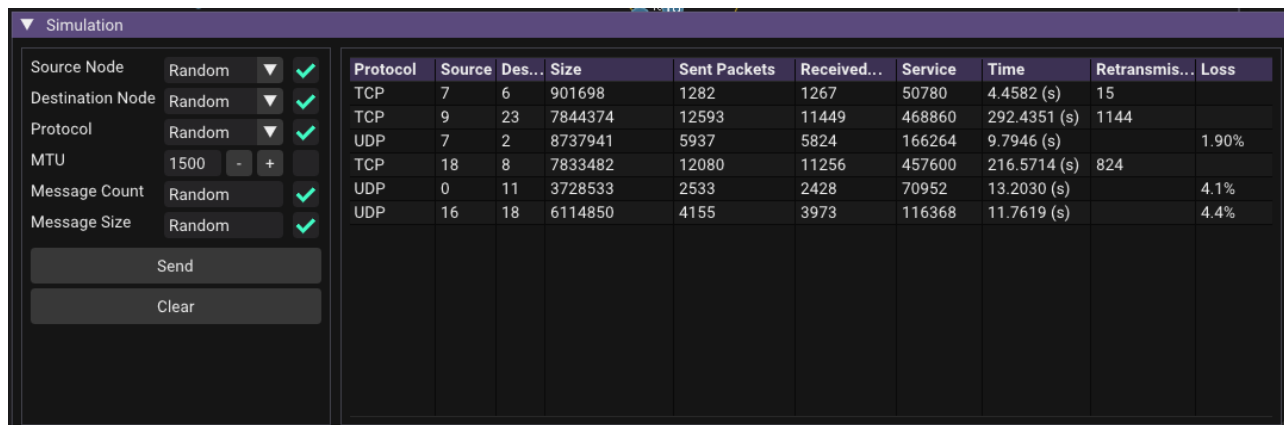 Simulation
Source Node Random
Destination Node Random
Protocol Random
MTU 1500 - +
Message Count Random
Message Size Random
Send
Clear
Protocol Source Des... Size Sent Packets Received... Service Time Retransmis... Loss
TCP 7 6 901698 1282 1267 50780 4.4582 (s) 15
TCP 9 23 7844374 12593 11449 468860 292.4351 (s) 1144
UDP 7 2 8737941 5937 5824 166264 9.7946 (s) 1.90%
TCP 18 8 7833482 12080 11256 457600 216.5714 (s) 824
UDP 0 11 3728533 2533 2428 70952 13.2030 (s) 4.1%
UDP 16 18 6114850 4155 3973 116368 11.7619 (s) 4.4%